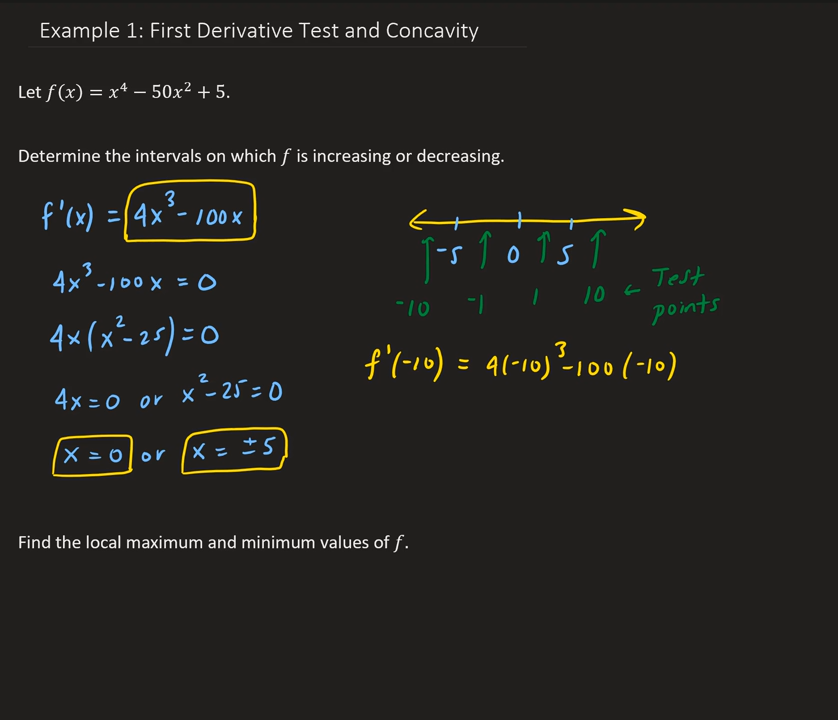 Example 1: First Derivative Test and Concavity
Let f(x) = x⁴ − 50x² + 5.
Determine the intervals on which f is increasing or decreasing.
f'(x) = 4x³ - 100x
4x³ - 100x = 0
4x(x² - 25) = 0
4x = 0 or x² - 25 = 0
x = 0 or x = ±5
-5 0 5
-10 -1 1 10 ← Test points
f'(-10) = 4(-10)³ - 100(-10)
Find the local maximum and minimum values of f.